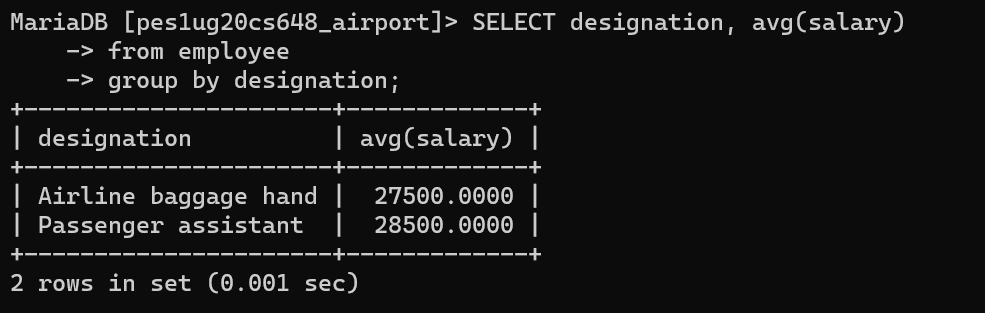 MariaDB [pes1ug20cs648_airport]> SELECT designation, avg(salary)
    -> from employee
    -> group by designation;
+----------------------+-------------+
| designation          | avg(salary) |
+----------------------+-------------+
| Airline baggage hand |  27500.0000 |
| Passenger assistant  |  28500.0000 |
+----------------------+-------------+
2 rows in set (0.001 sec)